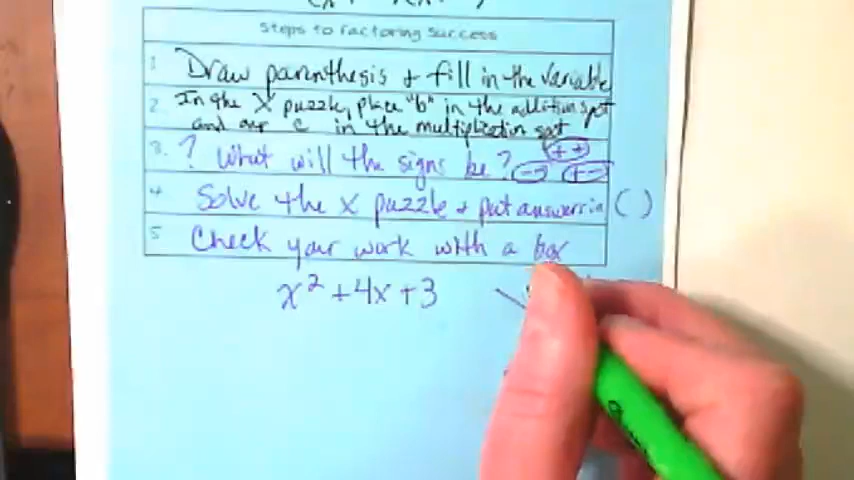 Steps to Factoring Success
1. Draw parenthesis + fill in the variable
2. In the X puzzle, place "b" in the addition spot
and our c in the multiplication spot
3. ? What will the signs be? ++ -- +-
4 Solve the x puzzle + put answer in ( )
5 Check your work with a box
x² + 4x + 3